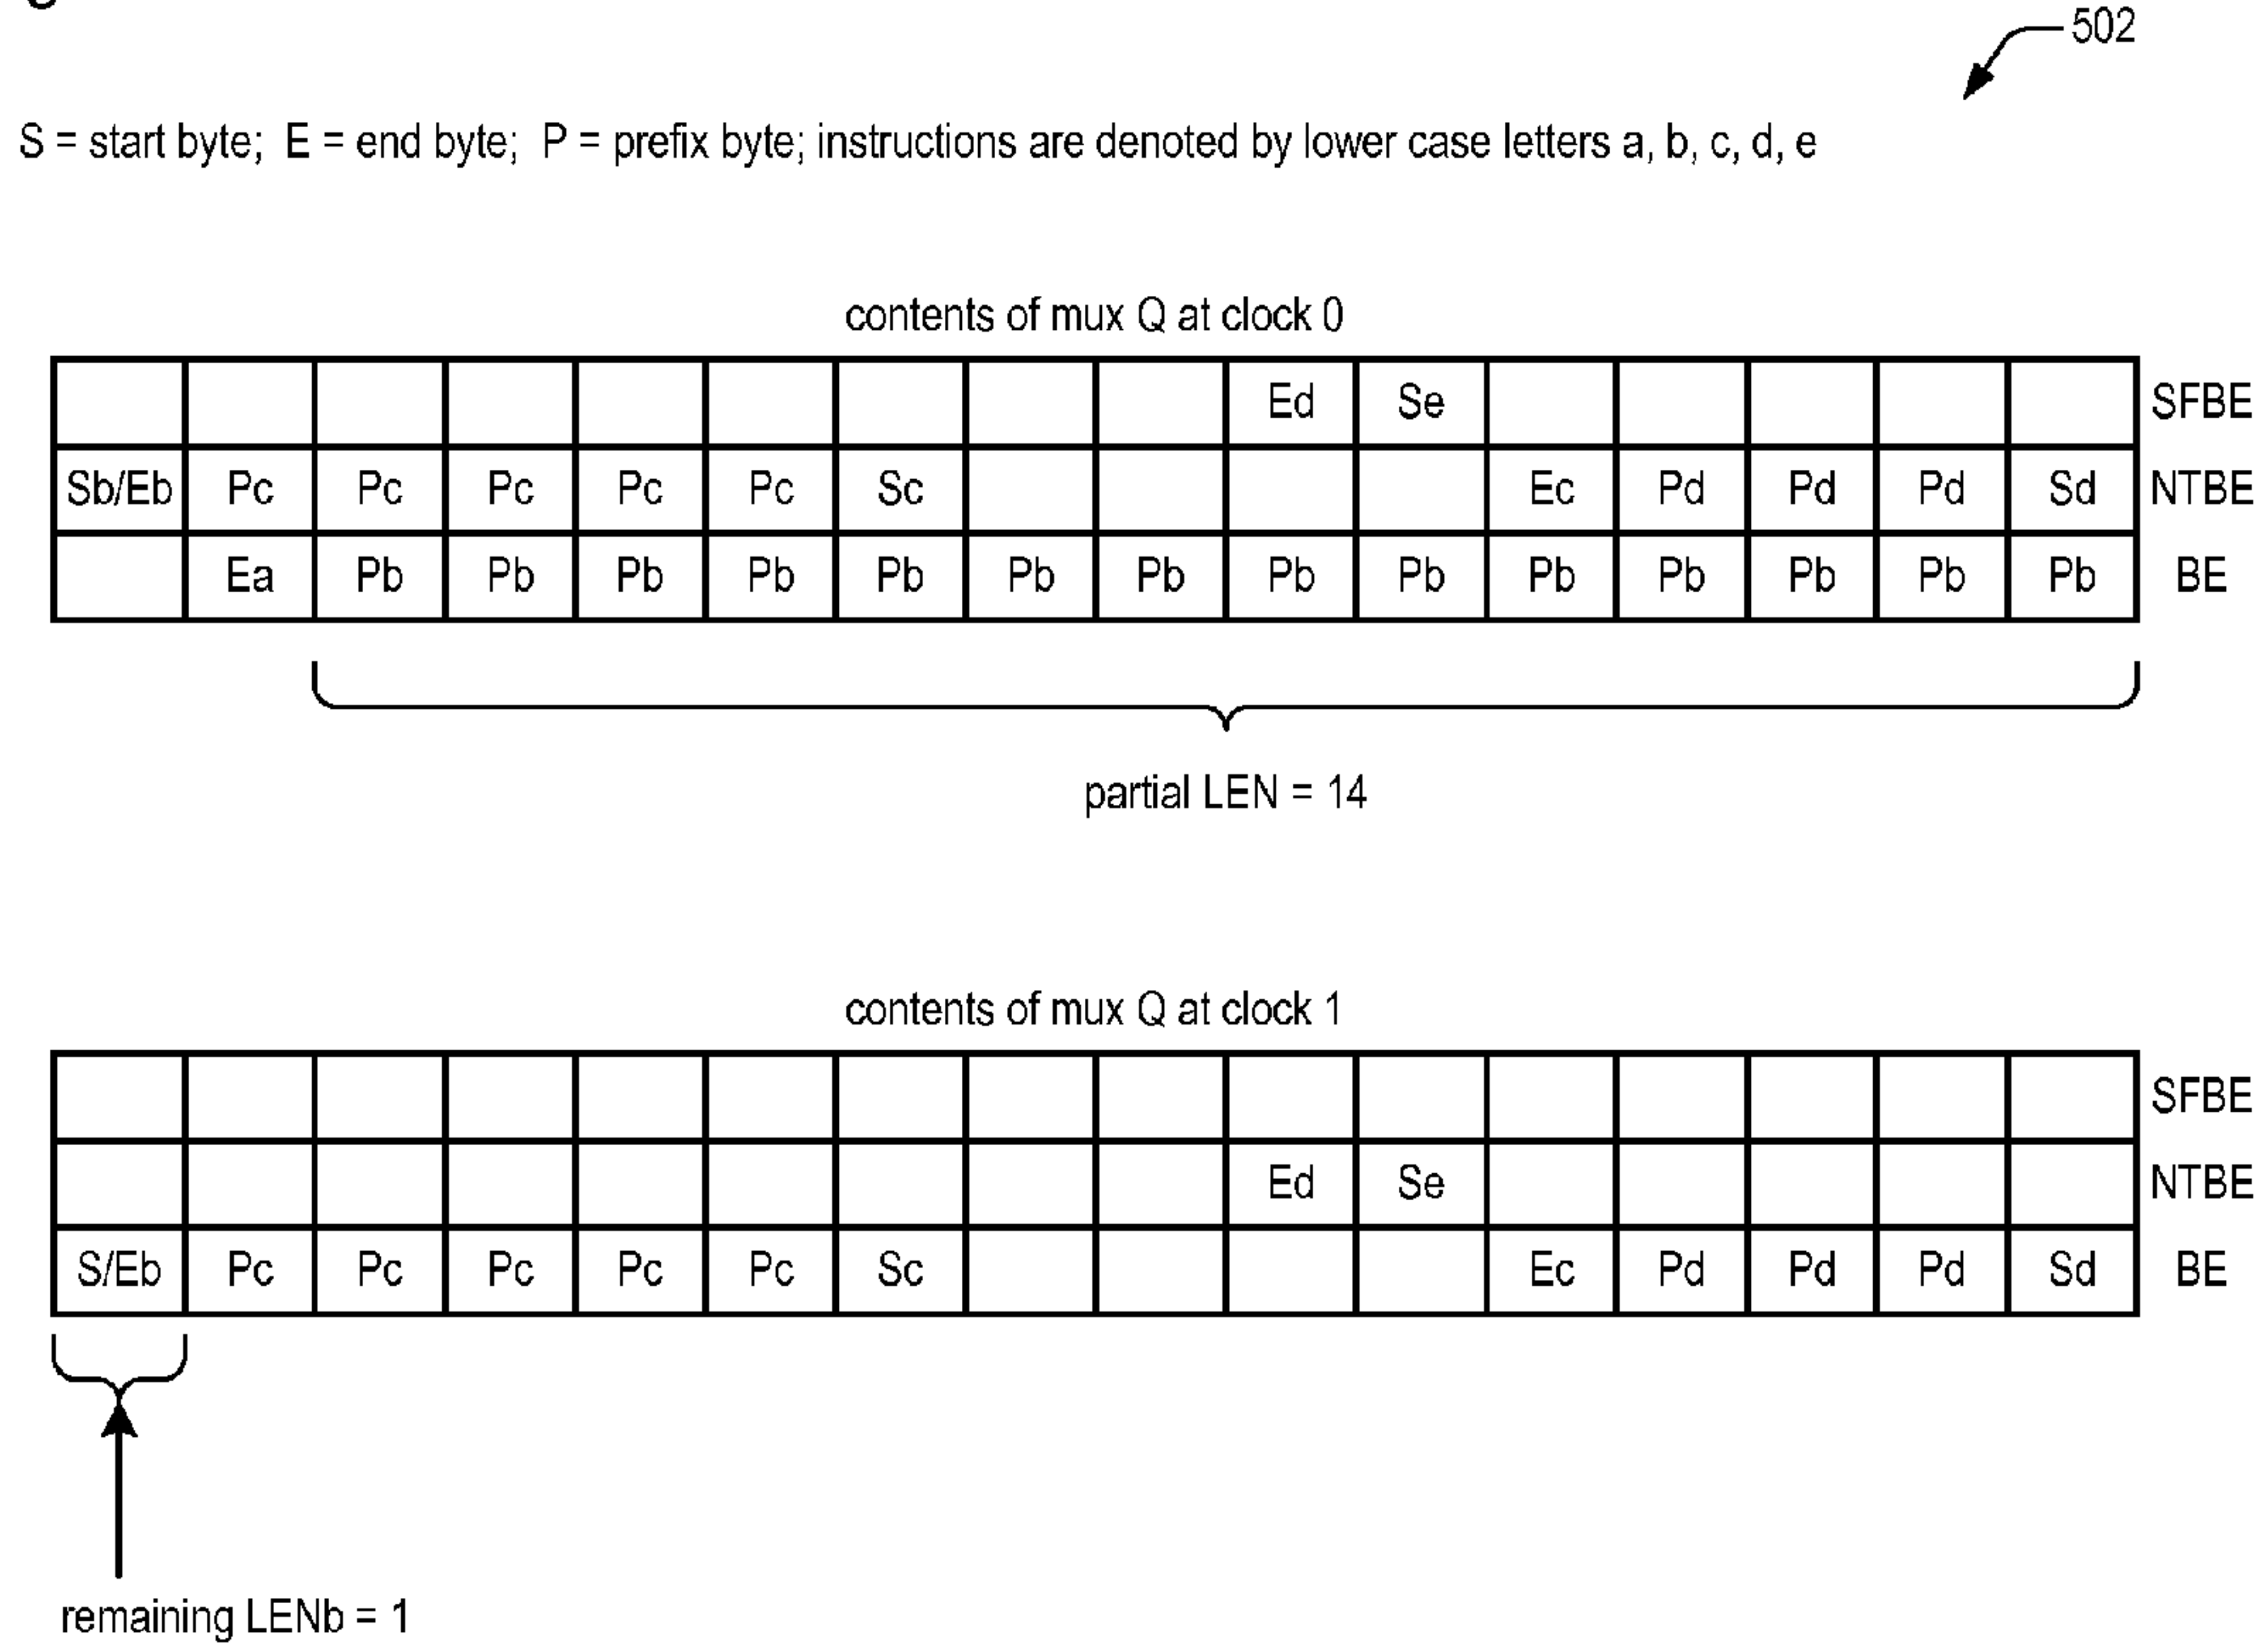 502
S = start byte; E = end byte; P = prefix byte; instructions are denoted by lower case letters a, b, c, d, e
contents of mux Q at clock 0
Ed Se SFBE
Sb/Eb Pc Pc Pc Pc Pc Sc Ec Pd Pd Pd Sd NTBE
Ea Pb Pb Pb Pb Pb Pb Pb Pb Pb Pb Pb Pb Pb Pb BE
partial LEN = 14
contents of mux Q at clock 1
SFBE
Ed Se NTBE
S/Eb Pc Pc Pc Pc Pc Sc Ec Pd Pd Pd Sd BE
remaining LENb = 1